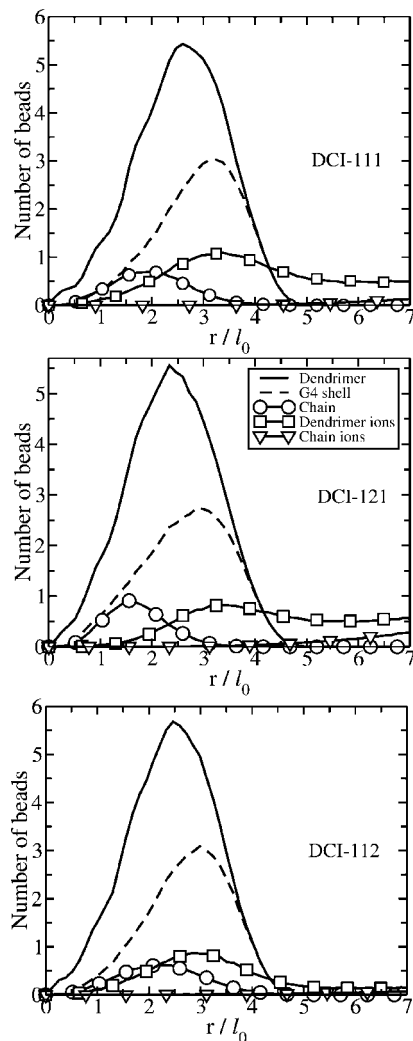 6
5
4
3
2
1
0
Number of beads
DCI-111
0 1 2 3 4 5 6 7
r / l0
5
4
3
2
1
0
Number of beads
Dendrimer
G4 shell
Chain
Dendrimer ions
Chain ions
DCI-121
0 1 2 3 4 5 6 7
r / l0
6
5
4
3
2
1
0
Number of beads
DCI-112
0 1 2 3 4 5 6 7
r / l0